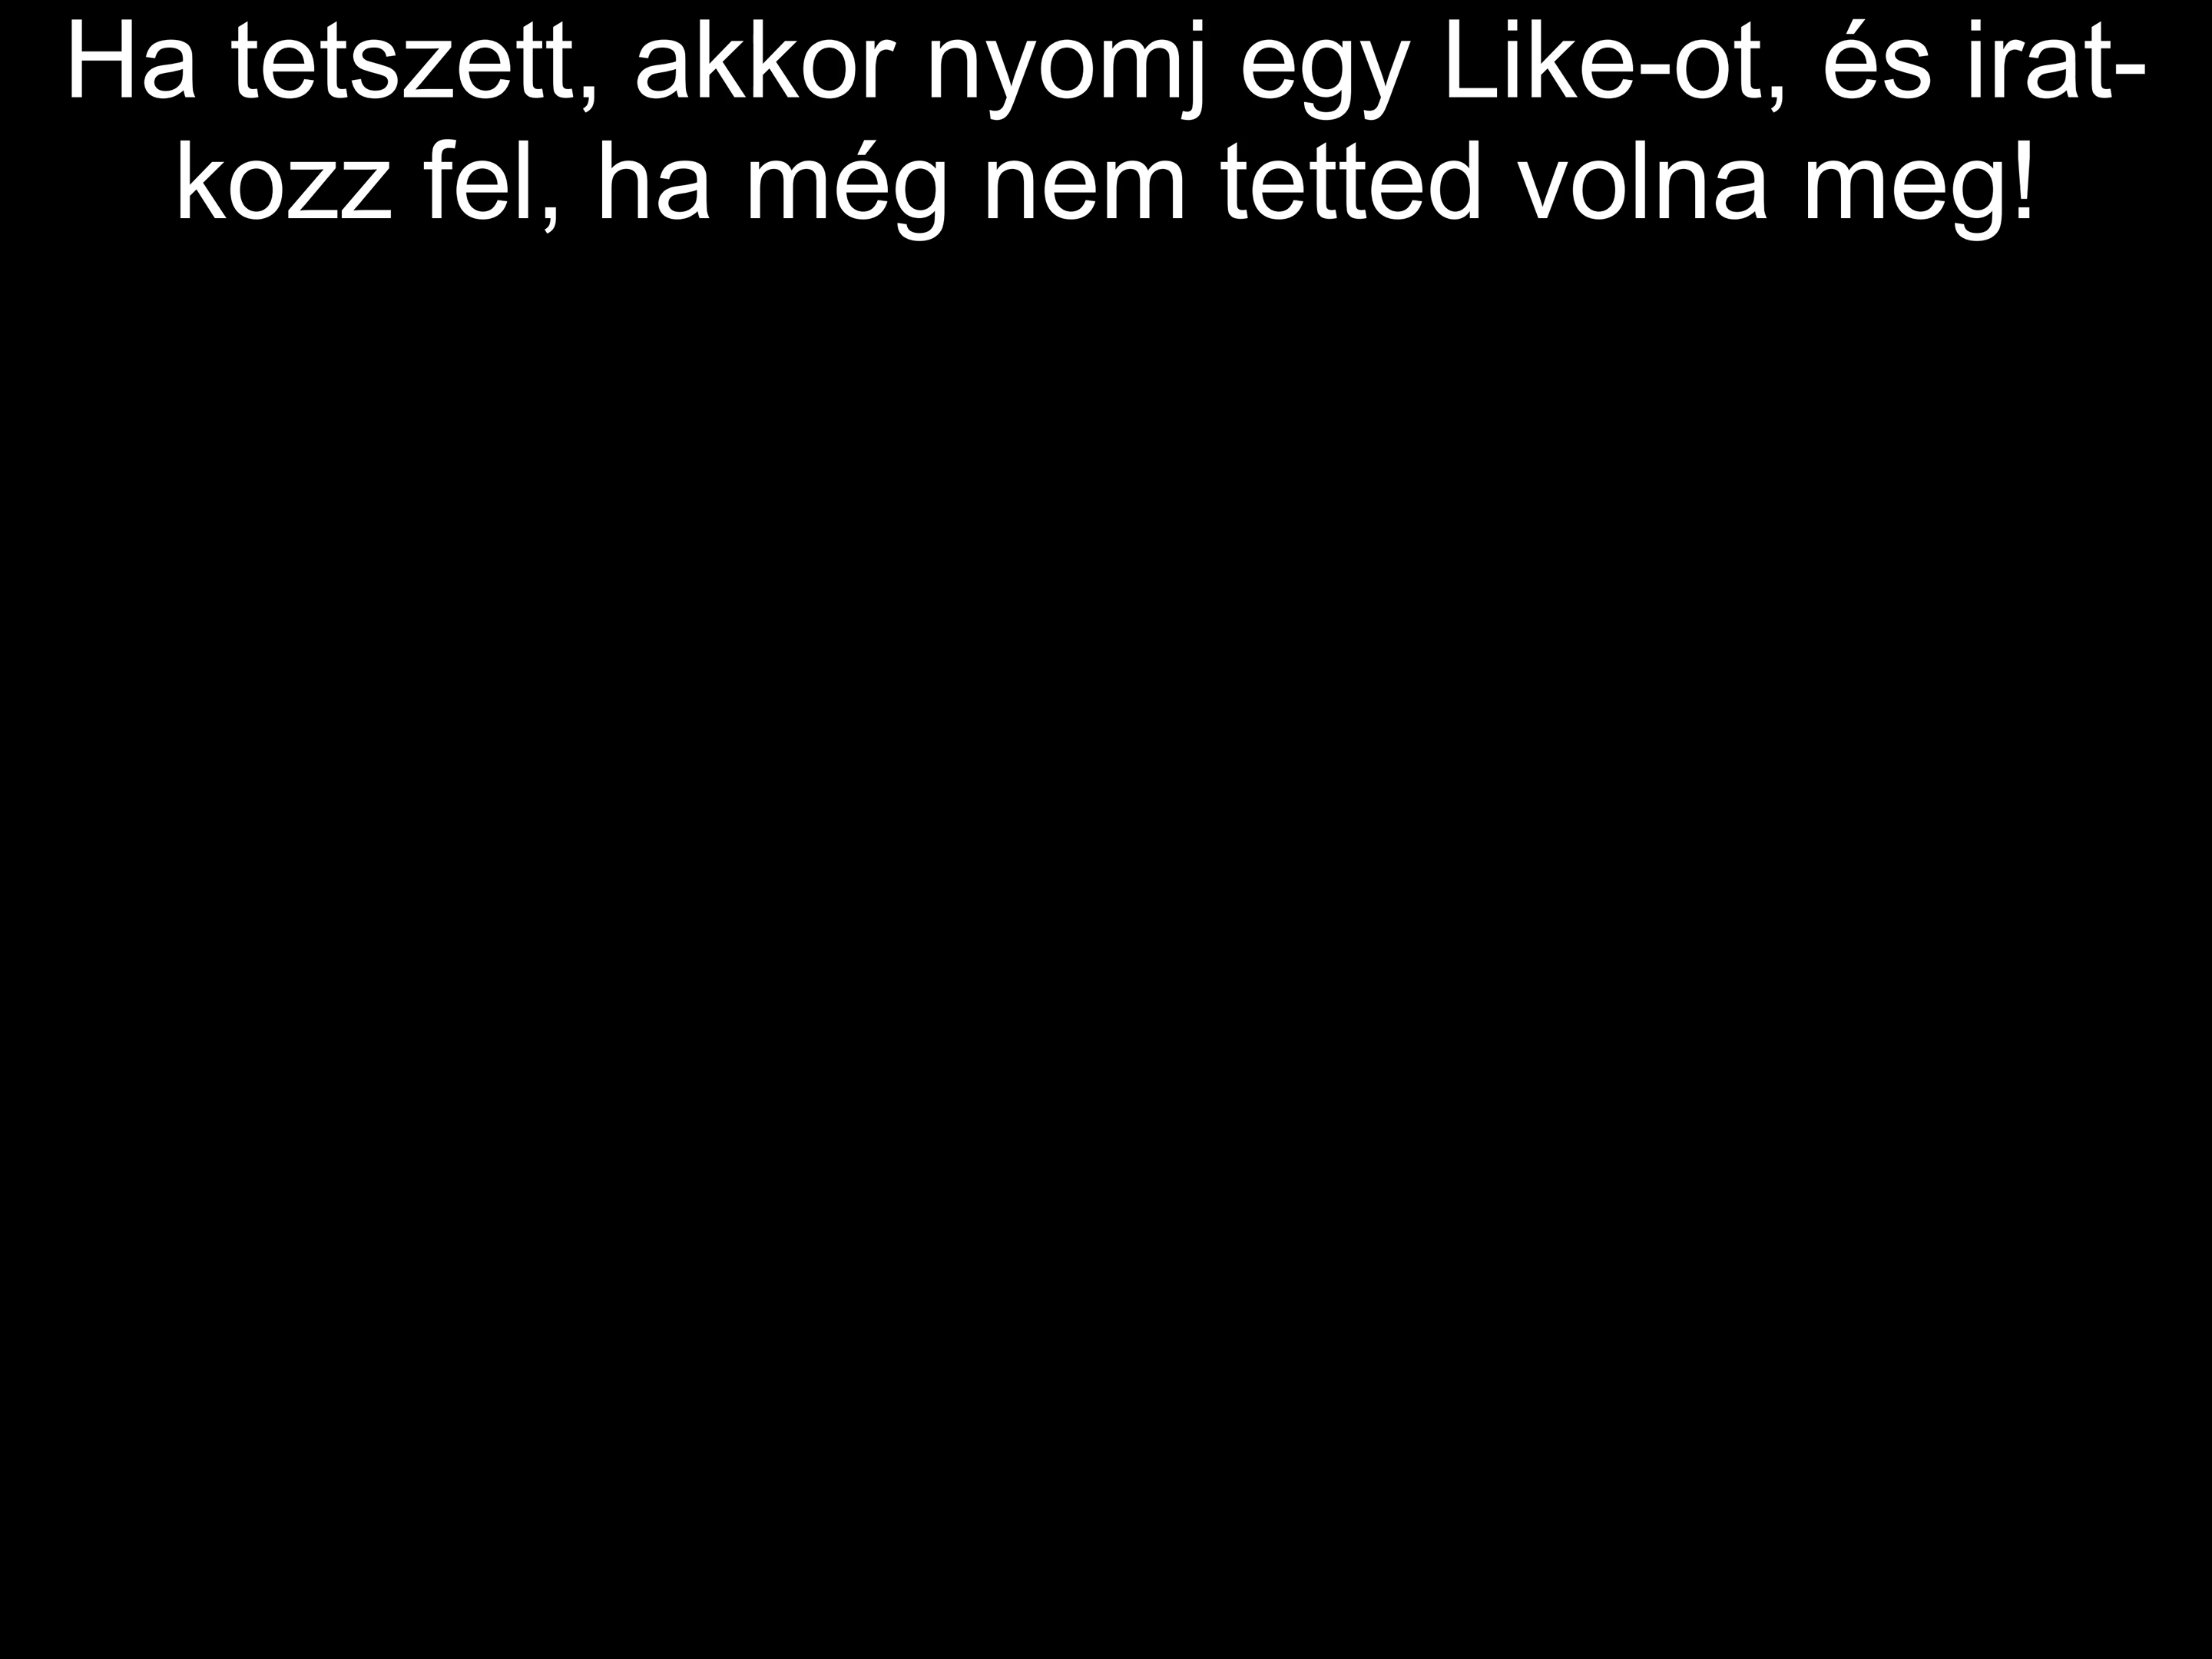 Ha tetszett, akkor nyomj egy Like-ot, és irat-
kozz fel, ha még nem tetted volna meg!